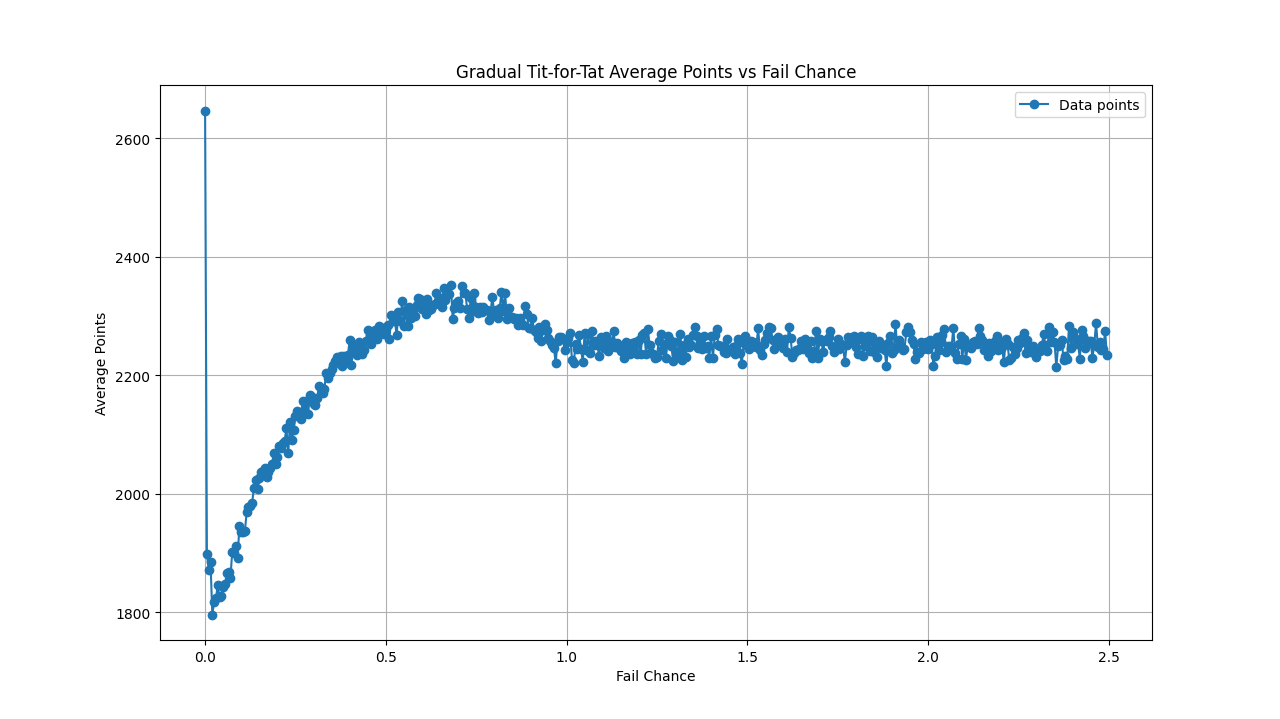 Gradual Tit-for-Tat Average Points vs Fail Chance
Data points
2600
2400
2200
2000
1800
Average Points
0.0 0.5 1.0 1.5 2.0 2.5
Fail Chance